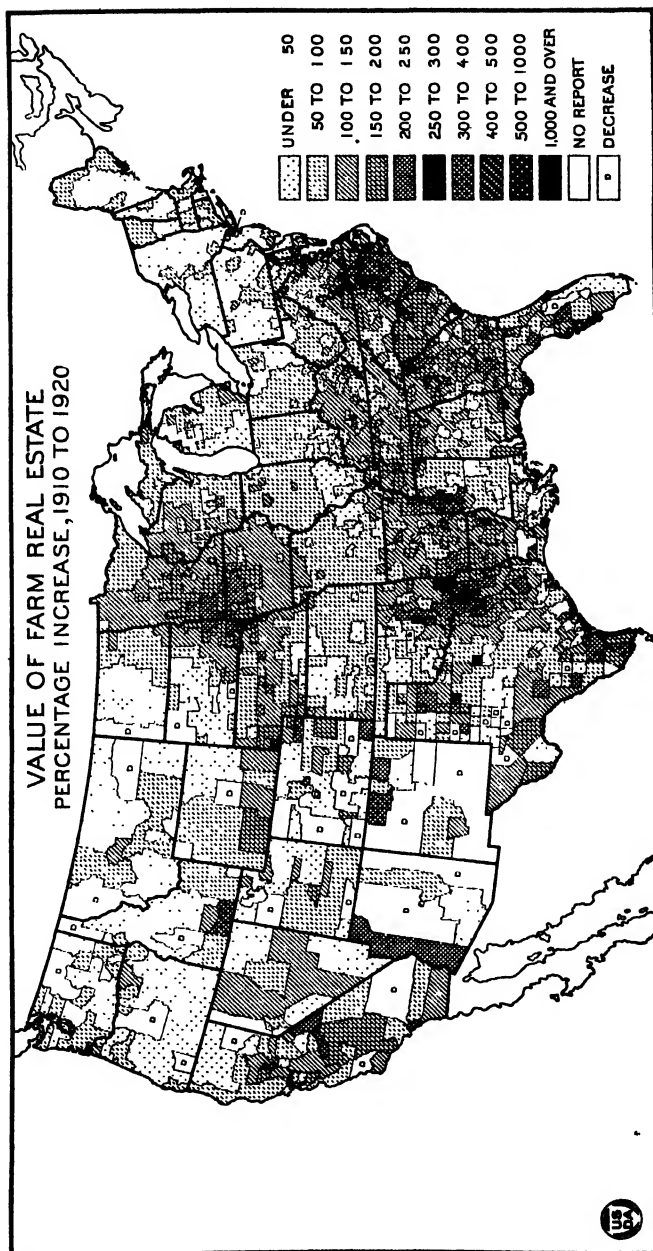 VALUE OF FARM REAL ESTATE
PERCENTAGE INCREASE, 1910 TO 1920
UNDER 50
50 TO 100
100 TO 150
150 TO 200
200 TO 250
250 TO 300
300 TO 400
400 TO 500
500 TO 1000
1,000 AND OVER
NO REPORT
DECREASE
US
DA